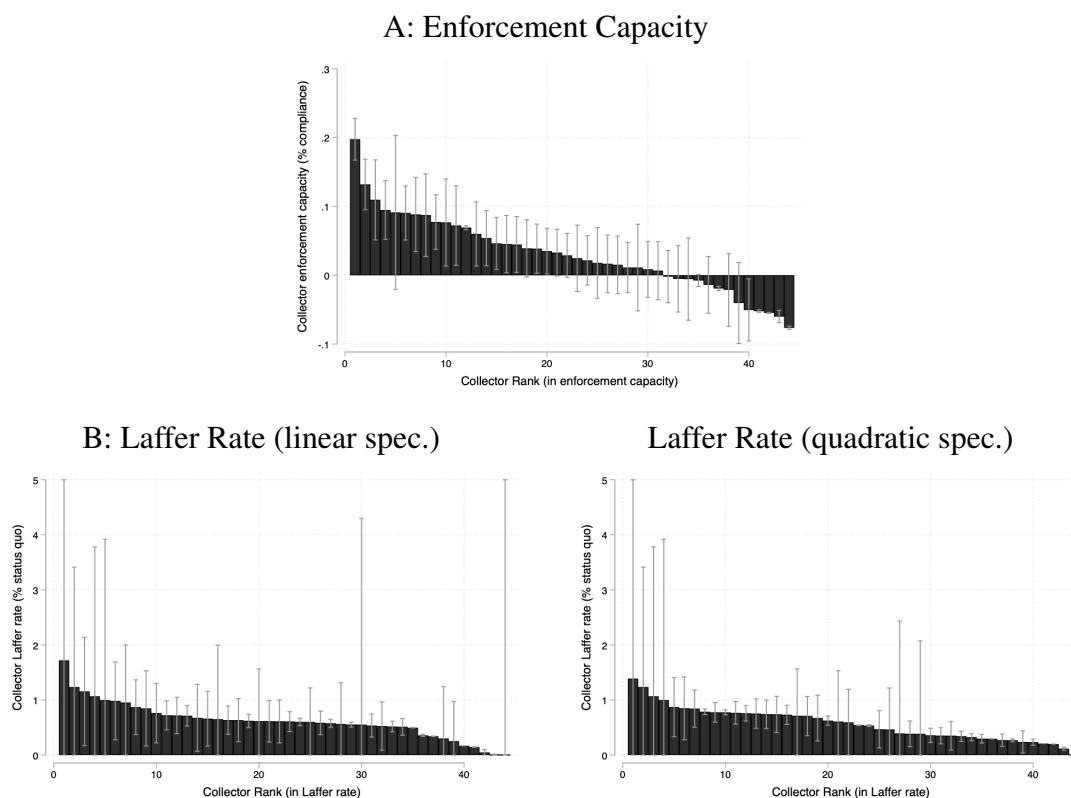 A: Enforcement Capacity
Collector enforcement capacity (% compliance)
.3
.2
.1
0
-.1
0 10 20 30 40
Collector Rank (in enforcement capacity)
B: Laffer Rate (linear spec.)
Collector Laffer rate (% status quo)
5
4
3
2
1
0
0 10 20 30 40
Collector Rank (in Laffer rate)
Laffer Rate (quadratic spec.)
Collector Laffer rate (% status quo)
5
4
3
2
1
0
0 10 20 30 40
Collector Rank (in Laffer rate)